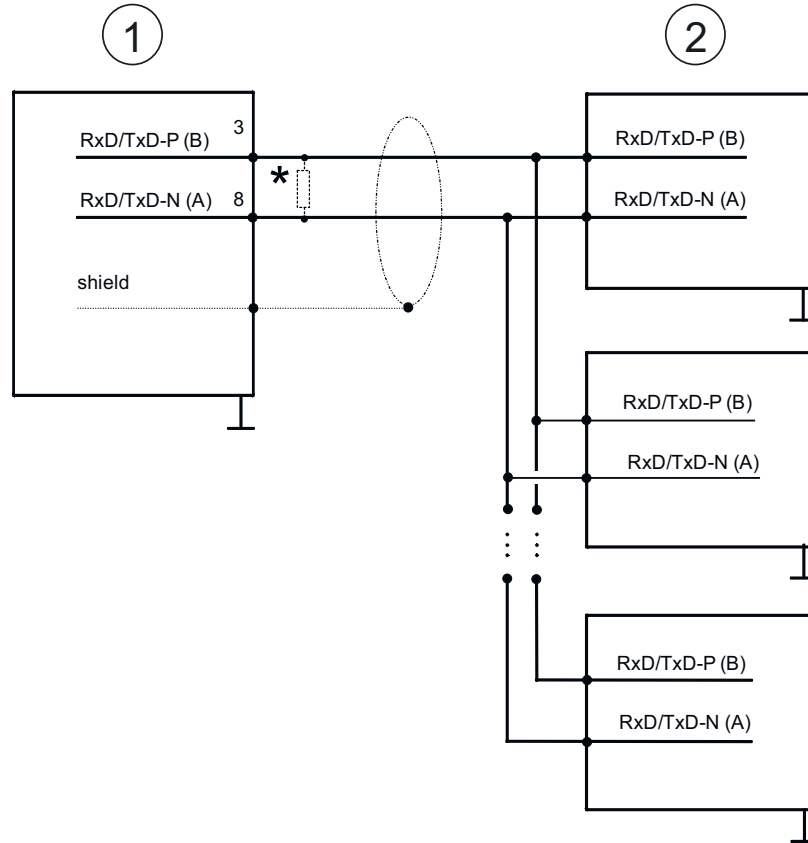 1
2
RxD/TxD-P (B) 3
RxD/TxD-N (A) 8
shield
*
RxD/TxD-P (B)
RxD/TxD-N (A)
RxD/TxD-P (B)
RxD/TxD-N (A)
RxD/TxD-P (B)
RxD/TxD-N (A)